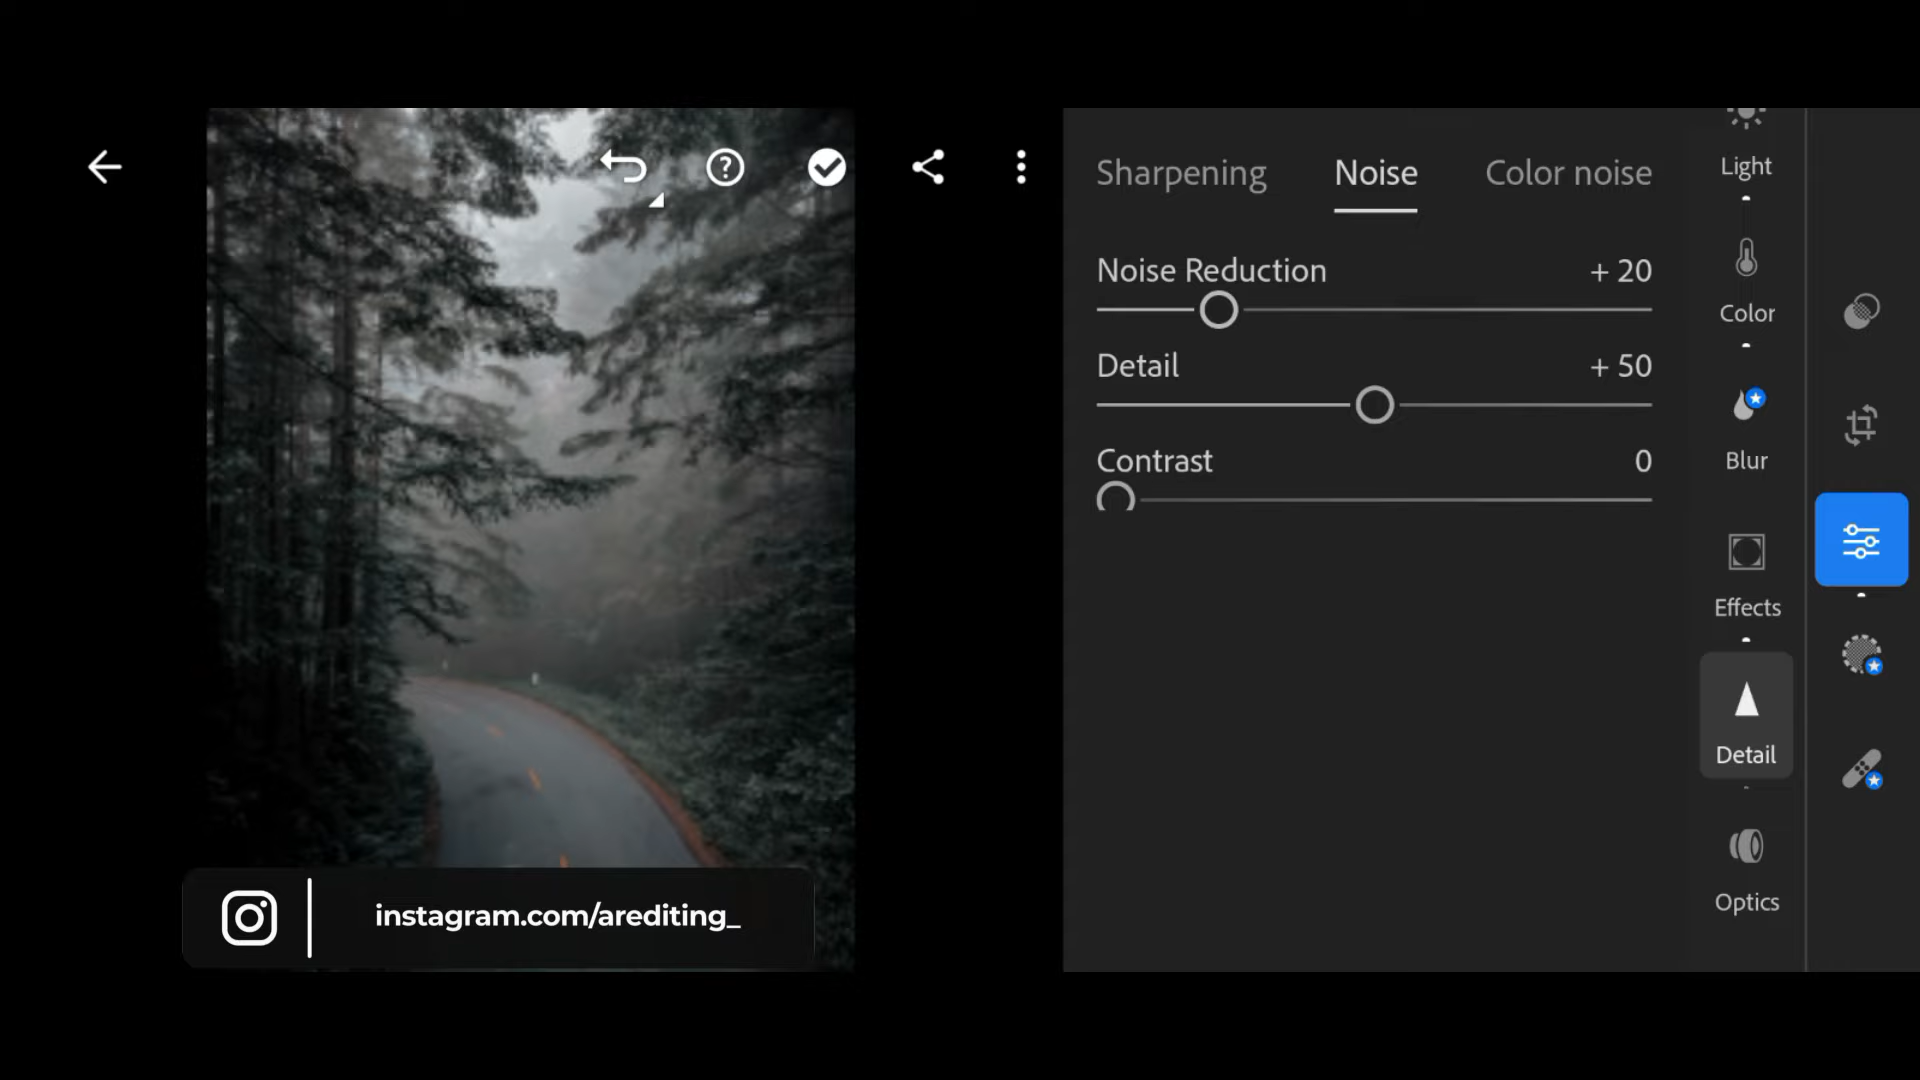 Sharpening Noise Color noise
Noise Reduction + 20
Detail + 50
Contrast 0
Light
Color
Blur
Effects
Detail
Optics
instagram.com/arediting_